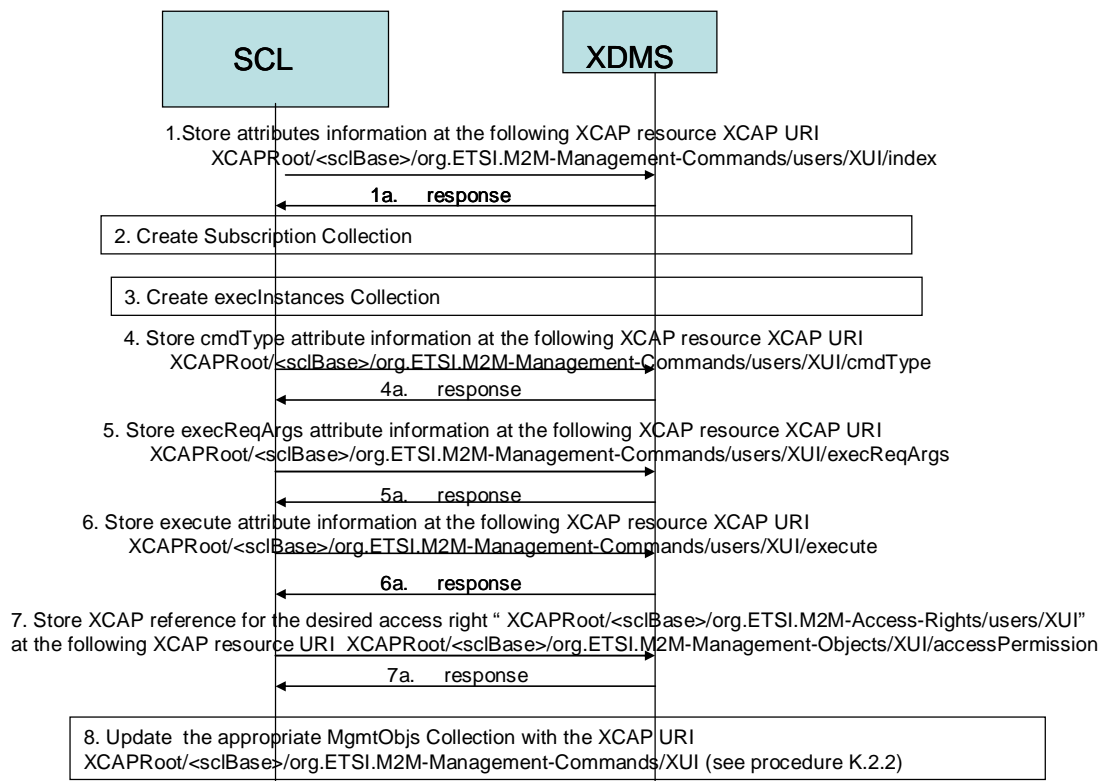 SCL
XDMS
1.Store attributes information at the following XCAP resource XCAP URI
XCAPRoot/<sclBase>/org.ETSI.M2M-Management-Commands/users/XUI/index
1a. response
2. Create Subscription Collection
3. Create execInstances Collection
4. Store cmdType attribute information at the following XCAP resource XCAP URI
XCAPRoot/<sclBase>/org.ETSI.M2M-Management-Commands/users/XUI/cmdType
4a. response
5. Store execReqArgs attribute information at the following XCAP resource XCAP URI
XCAPRoot/<sclBase>/org.ETSI.M2M-Management-Commands/users/XUI/execReqArgs
5a. response
6. Store execute attribute information at the following XCAP resource XCAP URI
XCAPRoot/<sclBase>/org.ETSI.M2M-Management-Commands/users/XUI/execute
6a. response
7. Store XCAP reference for the desired access right “ XCAPRoot/<sclBase>/org.ETSI.M2M-Access-Rights/users/XUI”
at the following XCAP resource URI XCAPRoot/<sclBase>/org.ETSI.M2M-Management-Objects/XUI/accessPermission
7a. response
8. Update the appropriate MgmtObjs Collection with the XCAP URI
XCAPRoot/<sclBase>/org.ETSI.M2M-Management-Commands/XUI (see procedure K.2.2)